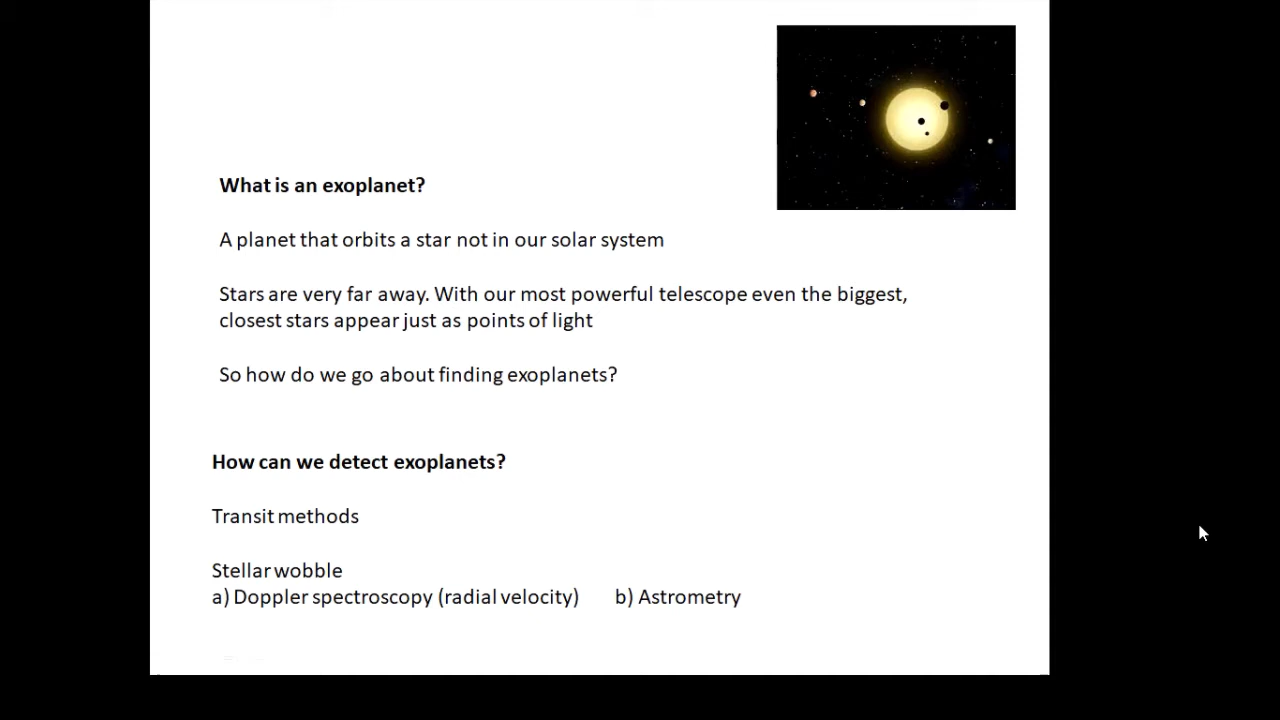 What is an exoplanet?
A planet that orbits a star not in our solar system
Stars are very far away. With our most powerful telescope even the biggest,
closest stars appear just as points of light
So how do we go about finding exoplanets?
How can we detect exoplanets?
Transit methods
Stellar wobble
a) Doppler spectroscopy (radial velocity) b) Astrometry